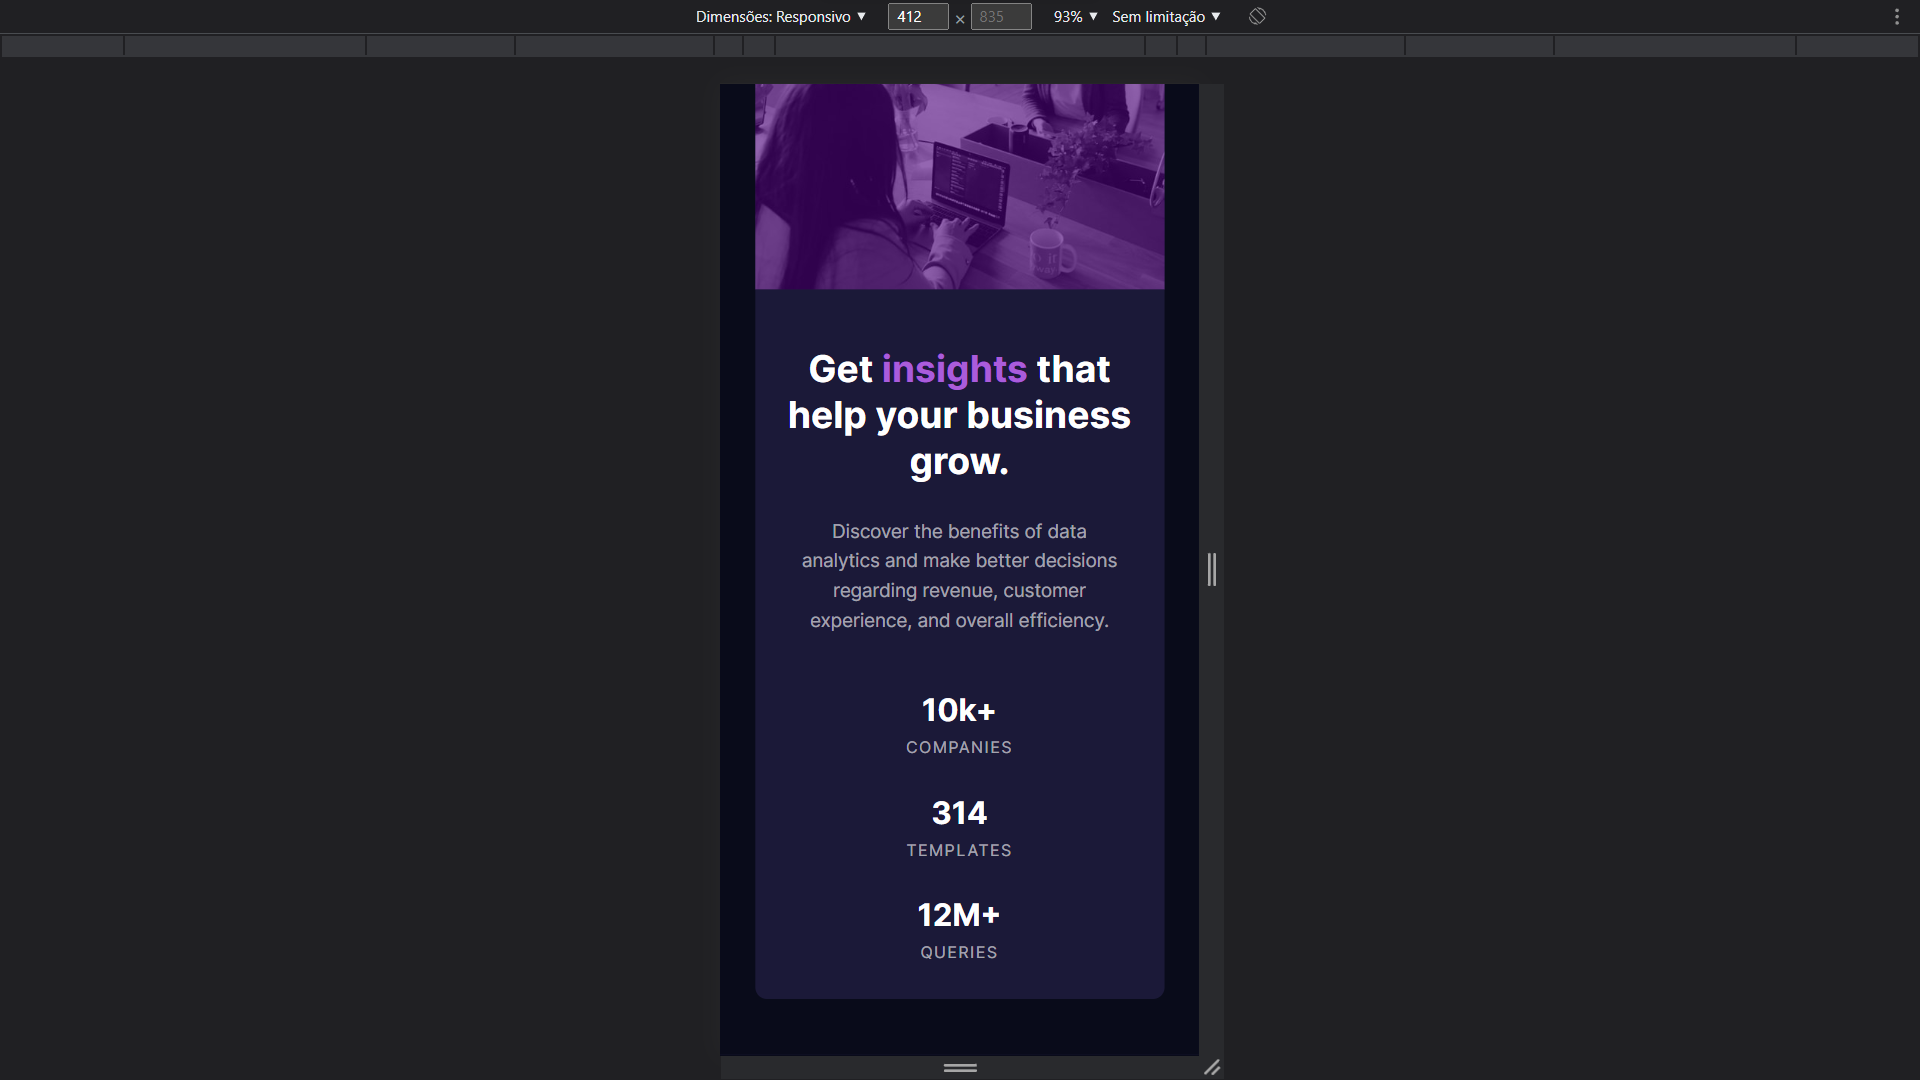 Dimensões: Responsivo ▼ 412 × 835 93% ▼ Sem limitação ▼
Get insights that
help your business
grow.
Discover the benefits of data
analytics and make better decisions
regarding revenue, customer
experience, and overall efficiency.
10k+
COMPANIES
314
TEMPLATES
12M+
QUERIES